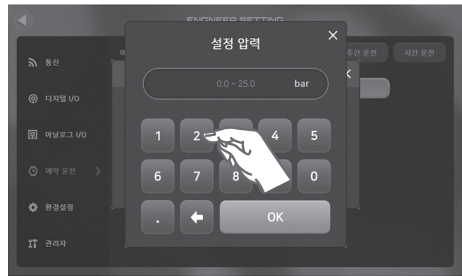 ENGNEER SETTING
설정 압력
주간 운전
시간 운전
0.0 ~ 25.0 bar
통신
디지털 I/O
아날로그 I/O
예약 운전
환경설정
관리자
1 2 4 5
6 7 8 0
. OK